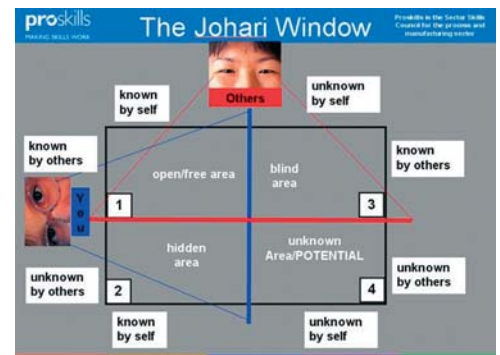 proskills
MAKING SKILLS WORK
The Johari Window
Proskills is the Sector Skills
Council for the process and
manufacturing sector
known
by self
Others
unknown
by self
known
by others
known
by others
open/free area
blind
area
You
1
3
hidden
area
unknown
Area/POTENTIAL
unknown
by others
unknown
by others
2
4
known
by self
unknown
by self